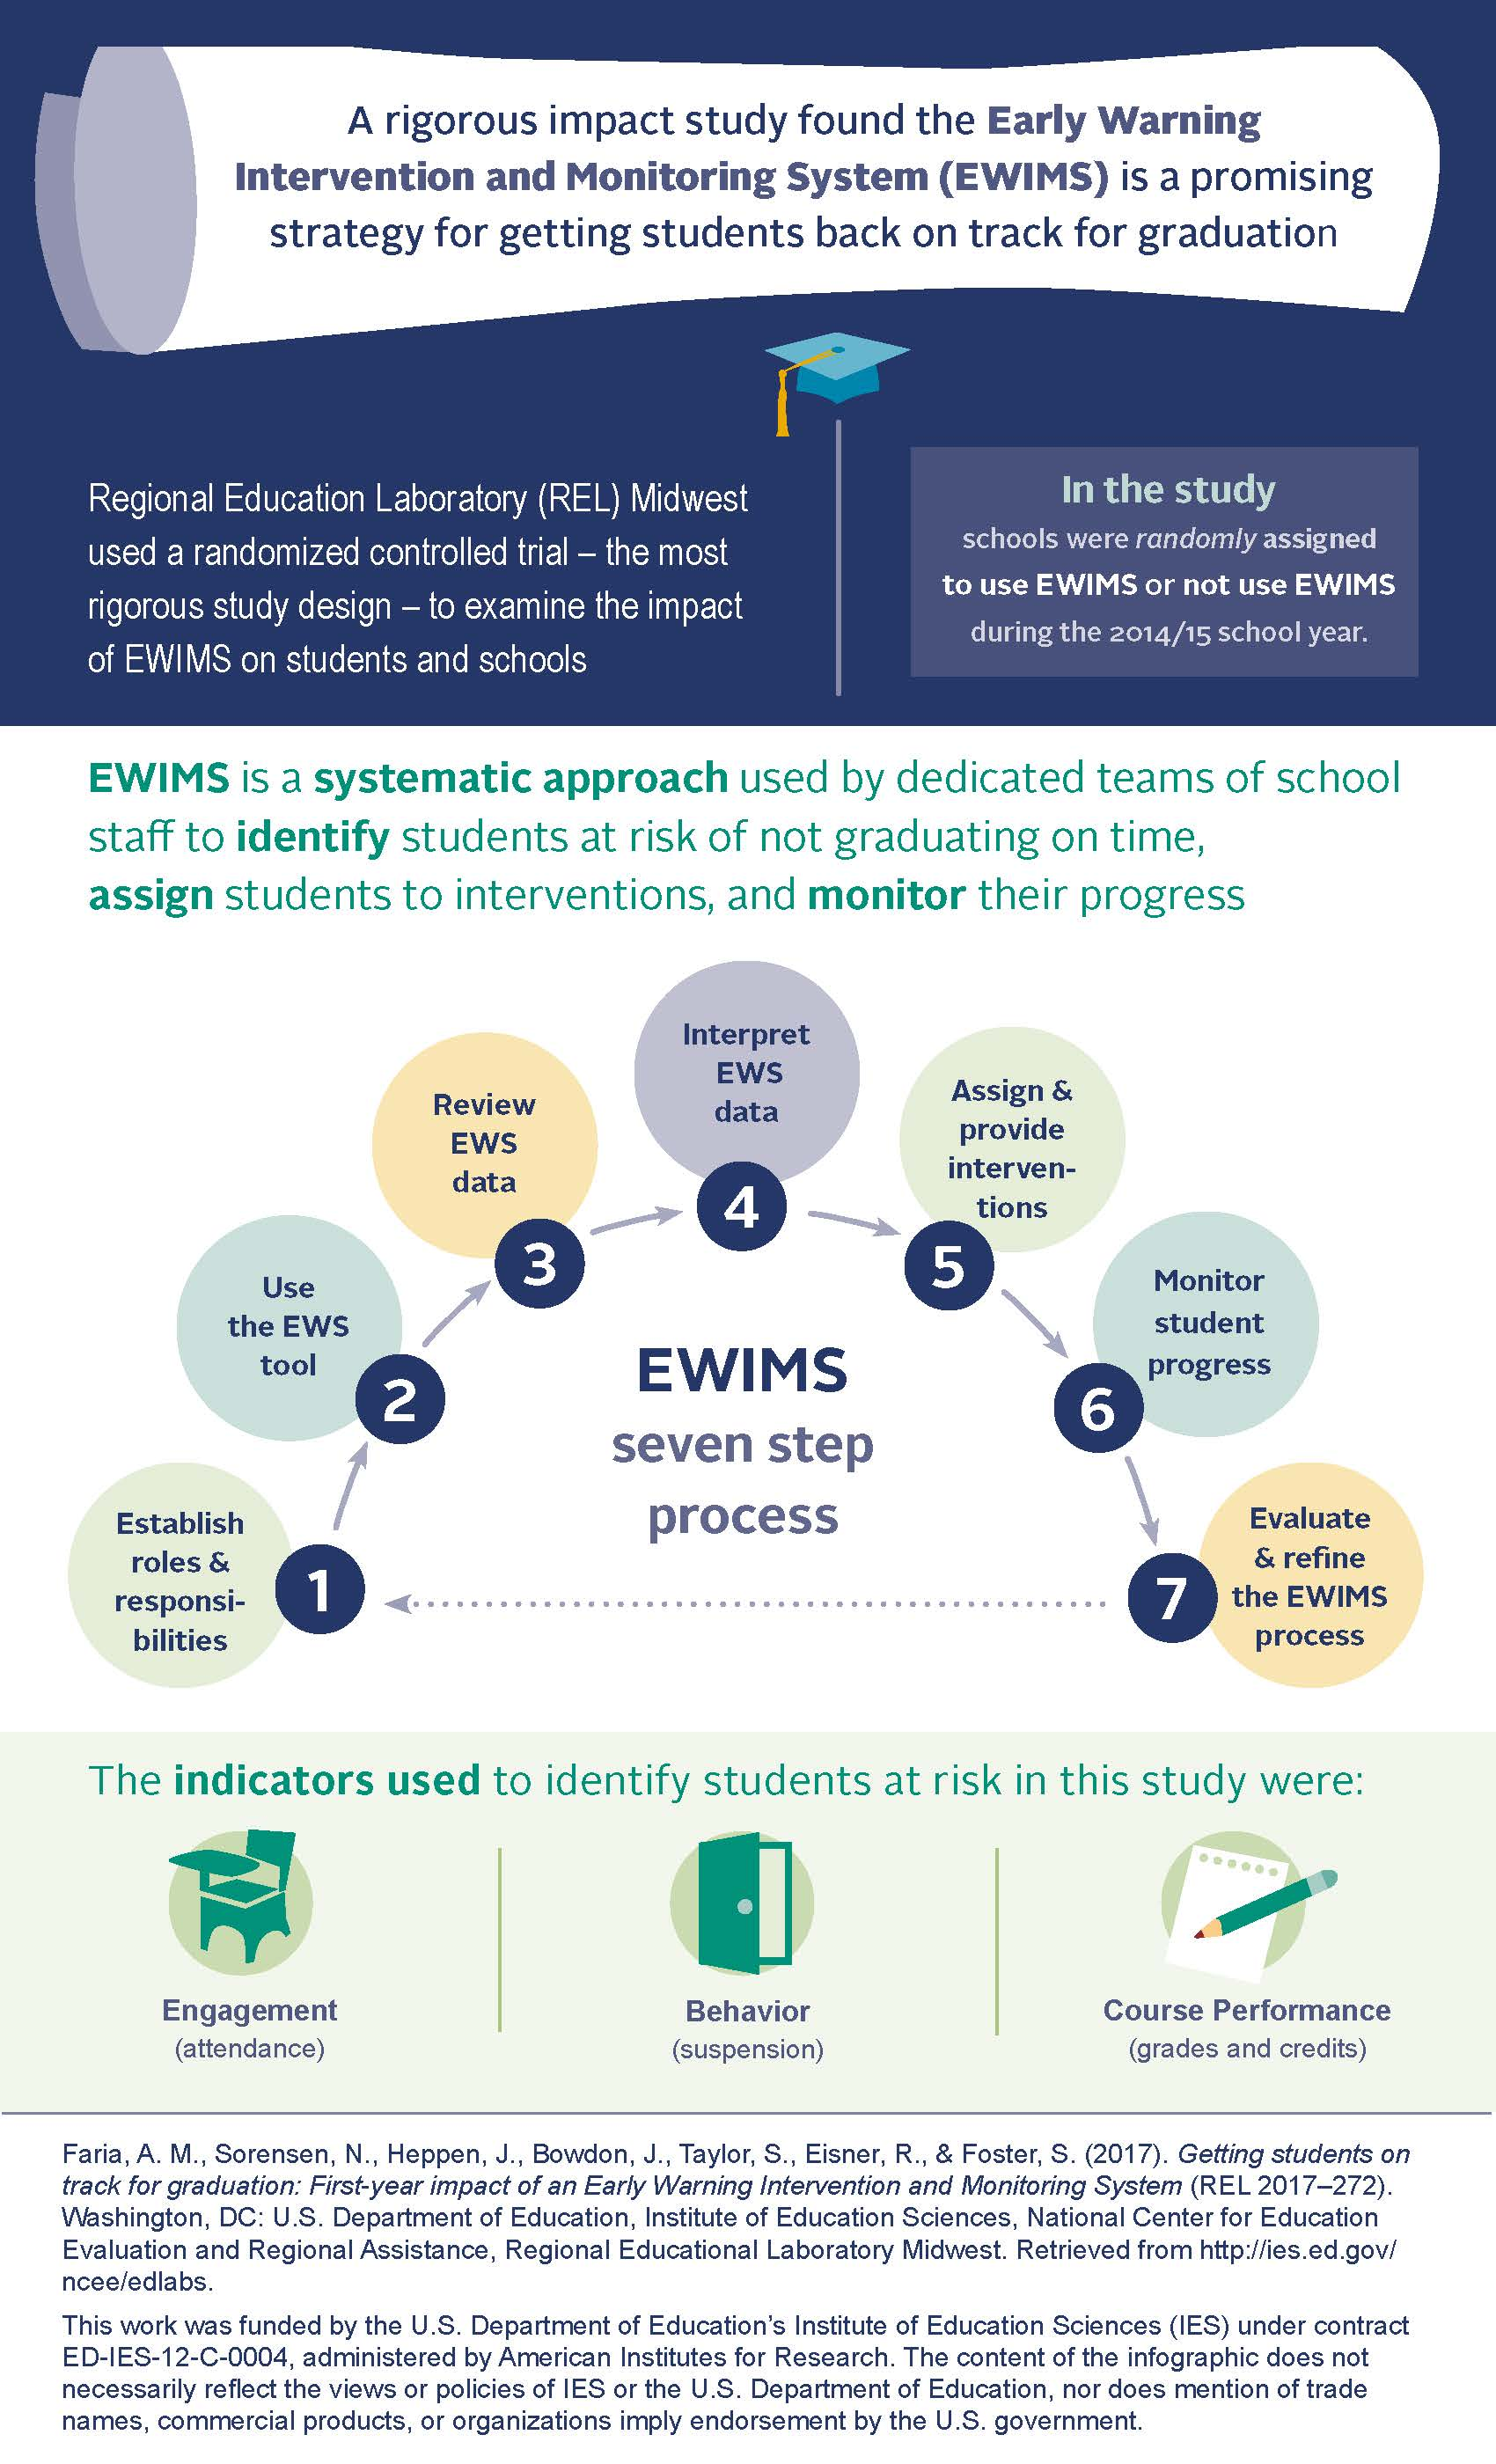 A rigorous impact study found the Early Warning
Intervention and Monitoring System (EWIMS) is a promising
strategy for getting students back on track for graduation
Regional Education Laboratory (REL) Midwest
used a randomized controlled trial – the most
rigorous study design – to examine the impact
of EWIMS on students and schools
In the study
schools were randomly assigned
to use EWIMS or not use EWIMS
during the 2014/15 school year.
EWIMS is a systematic approach used by dedicated teams of school
staff to identify students at risk of not graduating on time,
assign students to interventions, and monitor their progress
Establish
roles &
responsi-
bilities
1
Use
the EWS
tool
2
Review
EWS
data
3
Interpret
EWS
data
4
Assign &
provide
interven-
tions
5
Monitor
student
progress
6
Evaluate
& refine
the EWIMS
process
7
EWIMS
seven step
process
The indicators used to identify students at risk in this study were:
Engagement
(attendance)
Behavior
(suspension)
Course Performance
(grades and credits)
Faria, A. M., Sorensen, N., Heppen, J., Bowdon, J., Taylor, S., Eisner, R., & Foster, S. (2017). Getting students on
track for graduation: First-year impact of an Early Warning Intervention and Monitoring System (REL 2017–272).
Washington, DC: U.S. Department of Education, Institute of Education Sciences, National Center for Education
Evaluation and Regional Assistance, Regional Educational Laboratory Midwest. Retrieved from http://ies.ed.gov/
ncee/edlabs.
This work was funded by the U.S. Department of Education’s Institute of Education Sciences (IES) under contract
ED-IES-12-C-0004, administered by American Institutes for Research. The content of the infographic does not
necessarily reflect the views or policies of IES or the U.S. Department of Education, nor does mention of trade
names, commercial products, or organizations imply endorsement by the U.S. government.